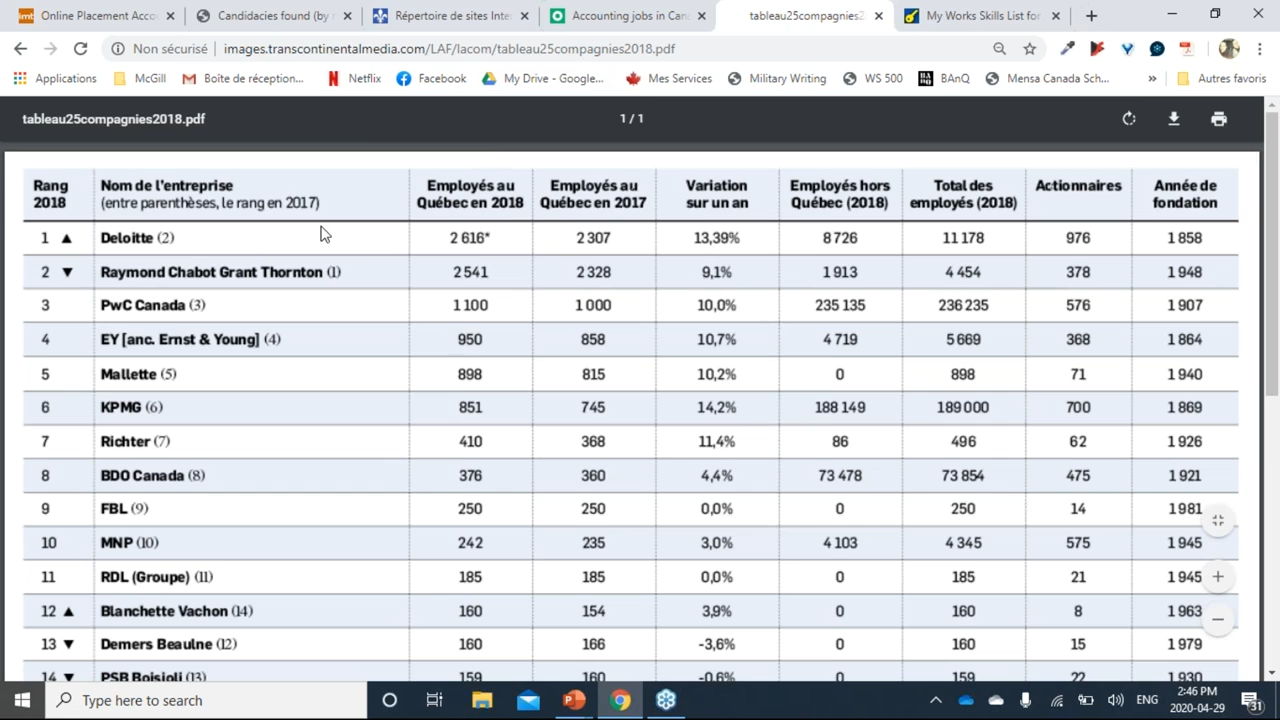 Online Placement Acco
Candidacies found (by r
Répertoire de sites Inte
Accounting jobs in Can
tableau25compagnies2
My Works Skills List for
Non sécurisé images.transcontinentalmedia.com/LAF/lacom/tableau25compagnies2018.pdf
Applications McGill Boîte de réception... Netflix Facebook My Drive - Google... Mes Services Military Writing WS 500 BAnQ Mensa Canada Sch... » Autres favoris
tableau25compagnies2018.pdf 1 / 1
Rang 2018 Nom de l'entreprise (entre parenthèses, le rang en 2017) Employés au Québec en 2018 Employés au Québec en 2017 Variation sur un an Employés hors Québec (2018) Total des employés (2018) Actionnaires Année de fondation
1 ▲ Deloitte (2) 2 616* 2 307 13,39% 8 726 11 178 976 1 858
2 ▼ Raymond Chabot Grant Thornton (1) 2 541 2 328 9,1% 1 913 4 454 378 1 948
3 PwC Canada (3) 1 100 1 000 10,0% 235 135 236 235 576 1 907
4 EY [anc. Ernst & Young] (4) 950 858 10,7% 4 719 5 669 368 1 864
5 Mallette (5) 898 815 10,2% 0 898 71 1 940
6 KPMG (6) 851 745 14,2% 188 149 189 000 700 1 869
7 Richter (7) 410 368 11,4% 86 496 62 1 926
8 BDO Canada (8) 376 360 4,4% 73 478 73 854 475 1 921
9 FBL (9) 250 250 0,0% 0 250 14 1 981
10 MNP (10) 242 235 3,0% 4 103 4 345 575 1 945
11 RDL (Groupe) (11) 185 185 0,0% 0 185 21 1 945
12 ▲ Blanchette Vachon (14) 160 154 3,9% 0 160 8 1 963
13 ▼ Demers Beaulne (12) 160 166 -3,6% 0 160 15 1 979
14 ▼ PSB Boisjoli (13) 159 160 -0,6% 0 159 22 1 930
Type here to search
ENG
2:46 PM
2020-04-29
31